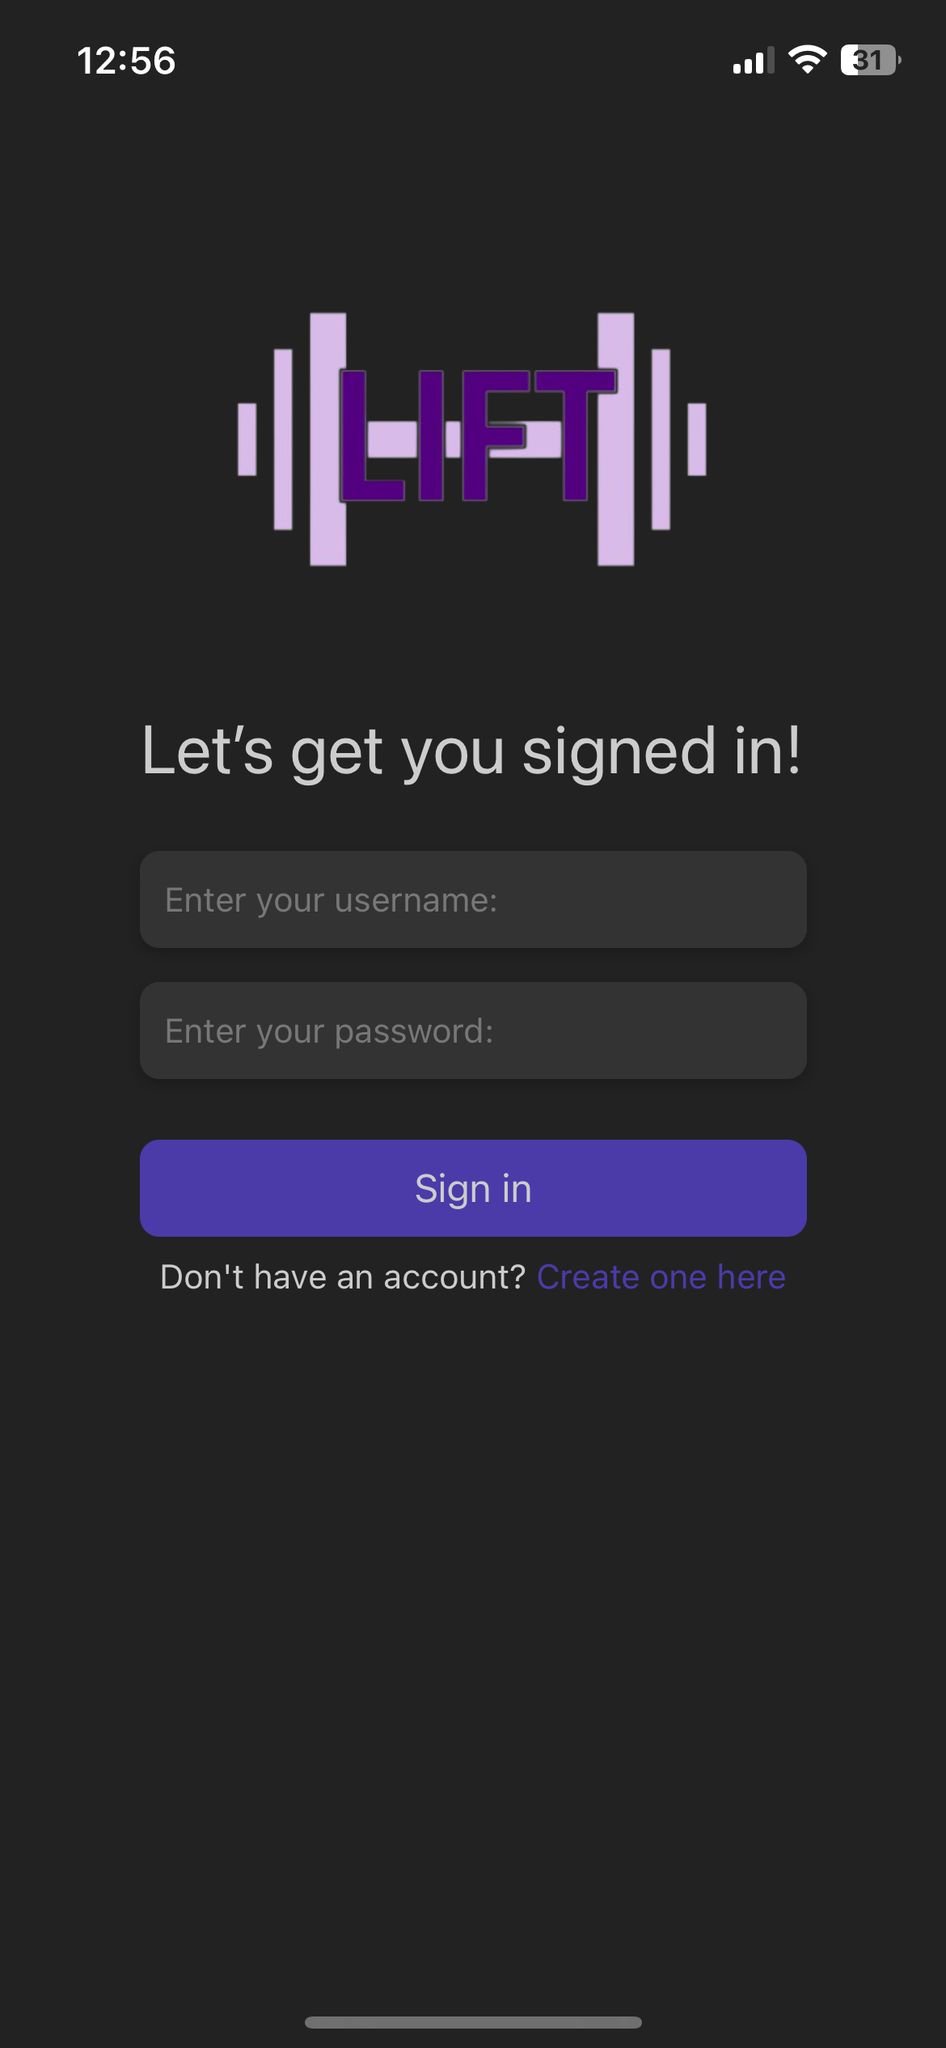 12:56
31
LIFT
Let’s get you signed in!
Enter your username:
Enter your password:
Sign in
Don't have an account? Create one here